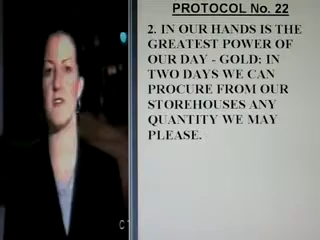 PROTOCOL No. 22
2. IN OUR HANDS IS THE
GREATEST POWER OF
OUR DAY - GOLD: IN
TWO DAYS WE CAN
PROCURE FROM OUR
STOREHOUSES ANY
QUANTITY WE MAY
PLEASE.